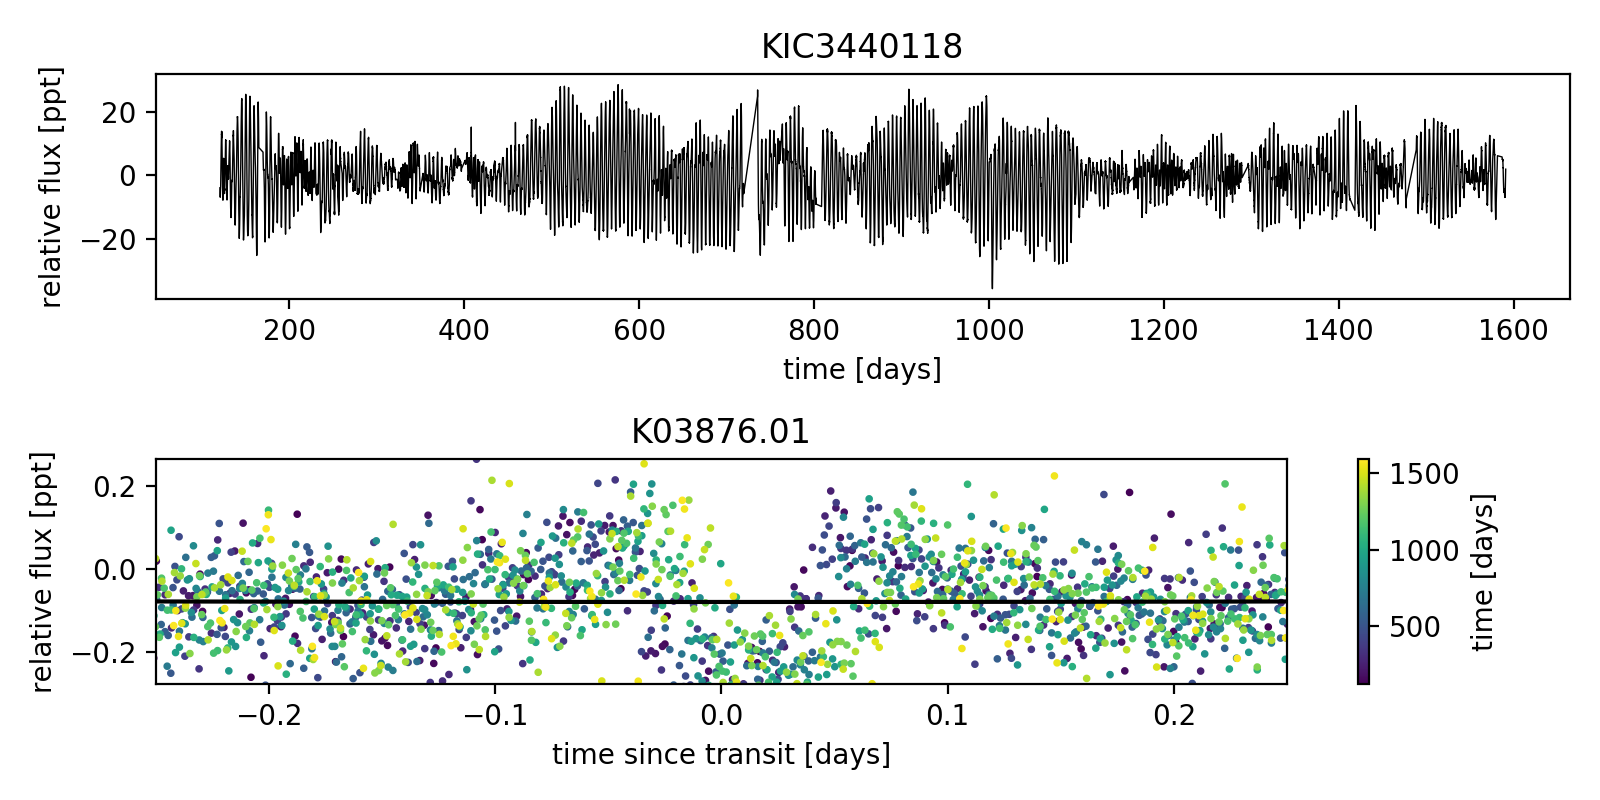 KIC3440118
relative flux [ppt]
20
0
−20
200 400 600 800 1000 1200 1400 1600
time [days]
K03876.01
relative flux [ppt]
0.2
0.0
−0.2
−0.2 −0.1 0.0 0.1 0.2
time since transit [days]
1500
1000
500
time [days]